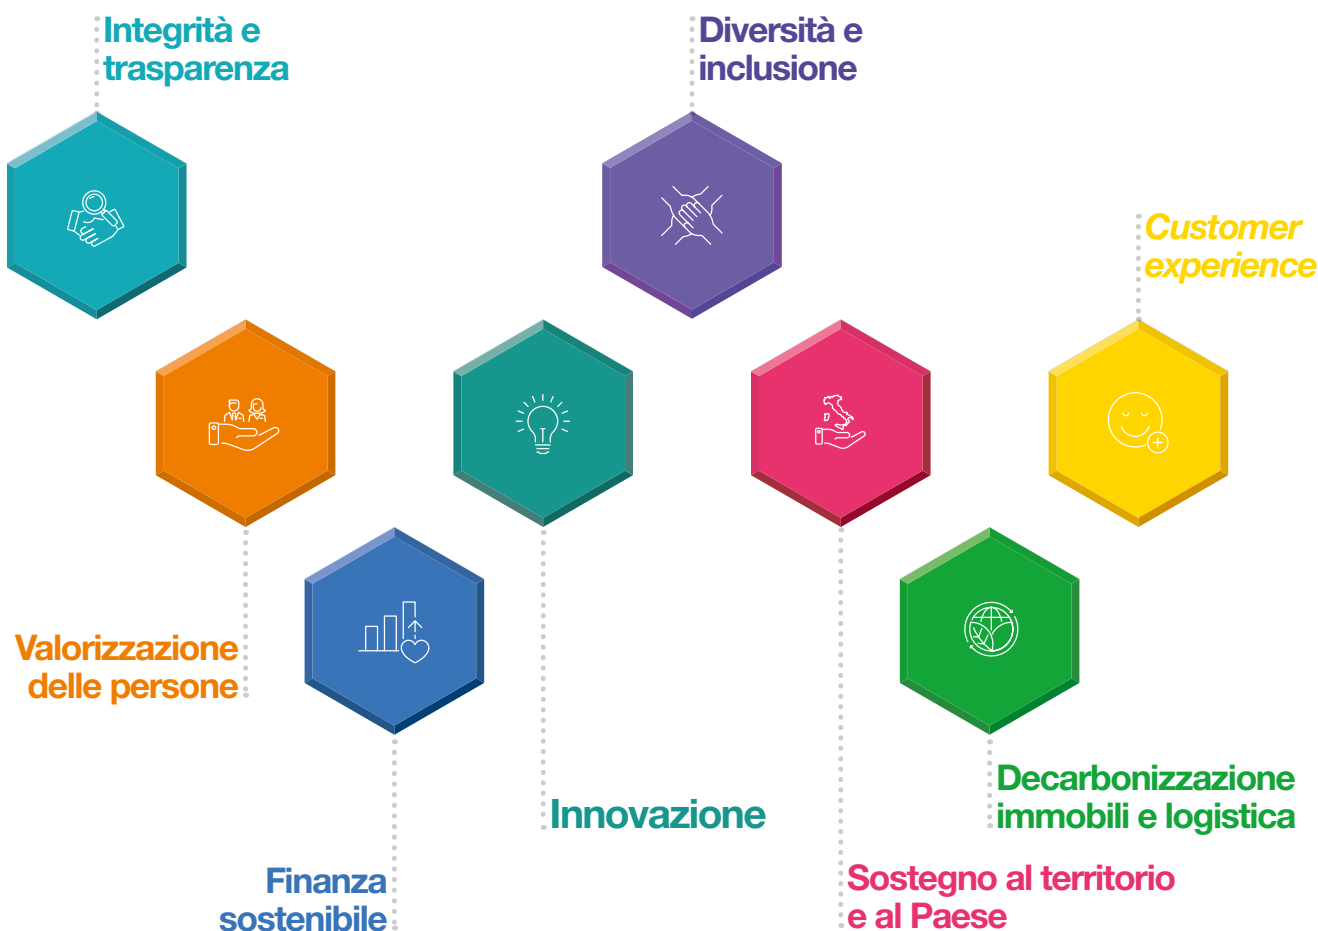 Integrità e
trasparenza
Diversità e
inclusione
Customer
experience
Valorizzazione
delle persone
Innovazione
Decarbonizzazione
immobili e logistica
Finanza
sostenibile
Sostegno al territorio
e al Paese